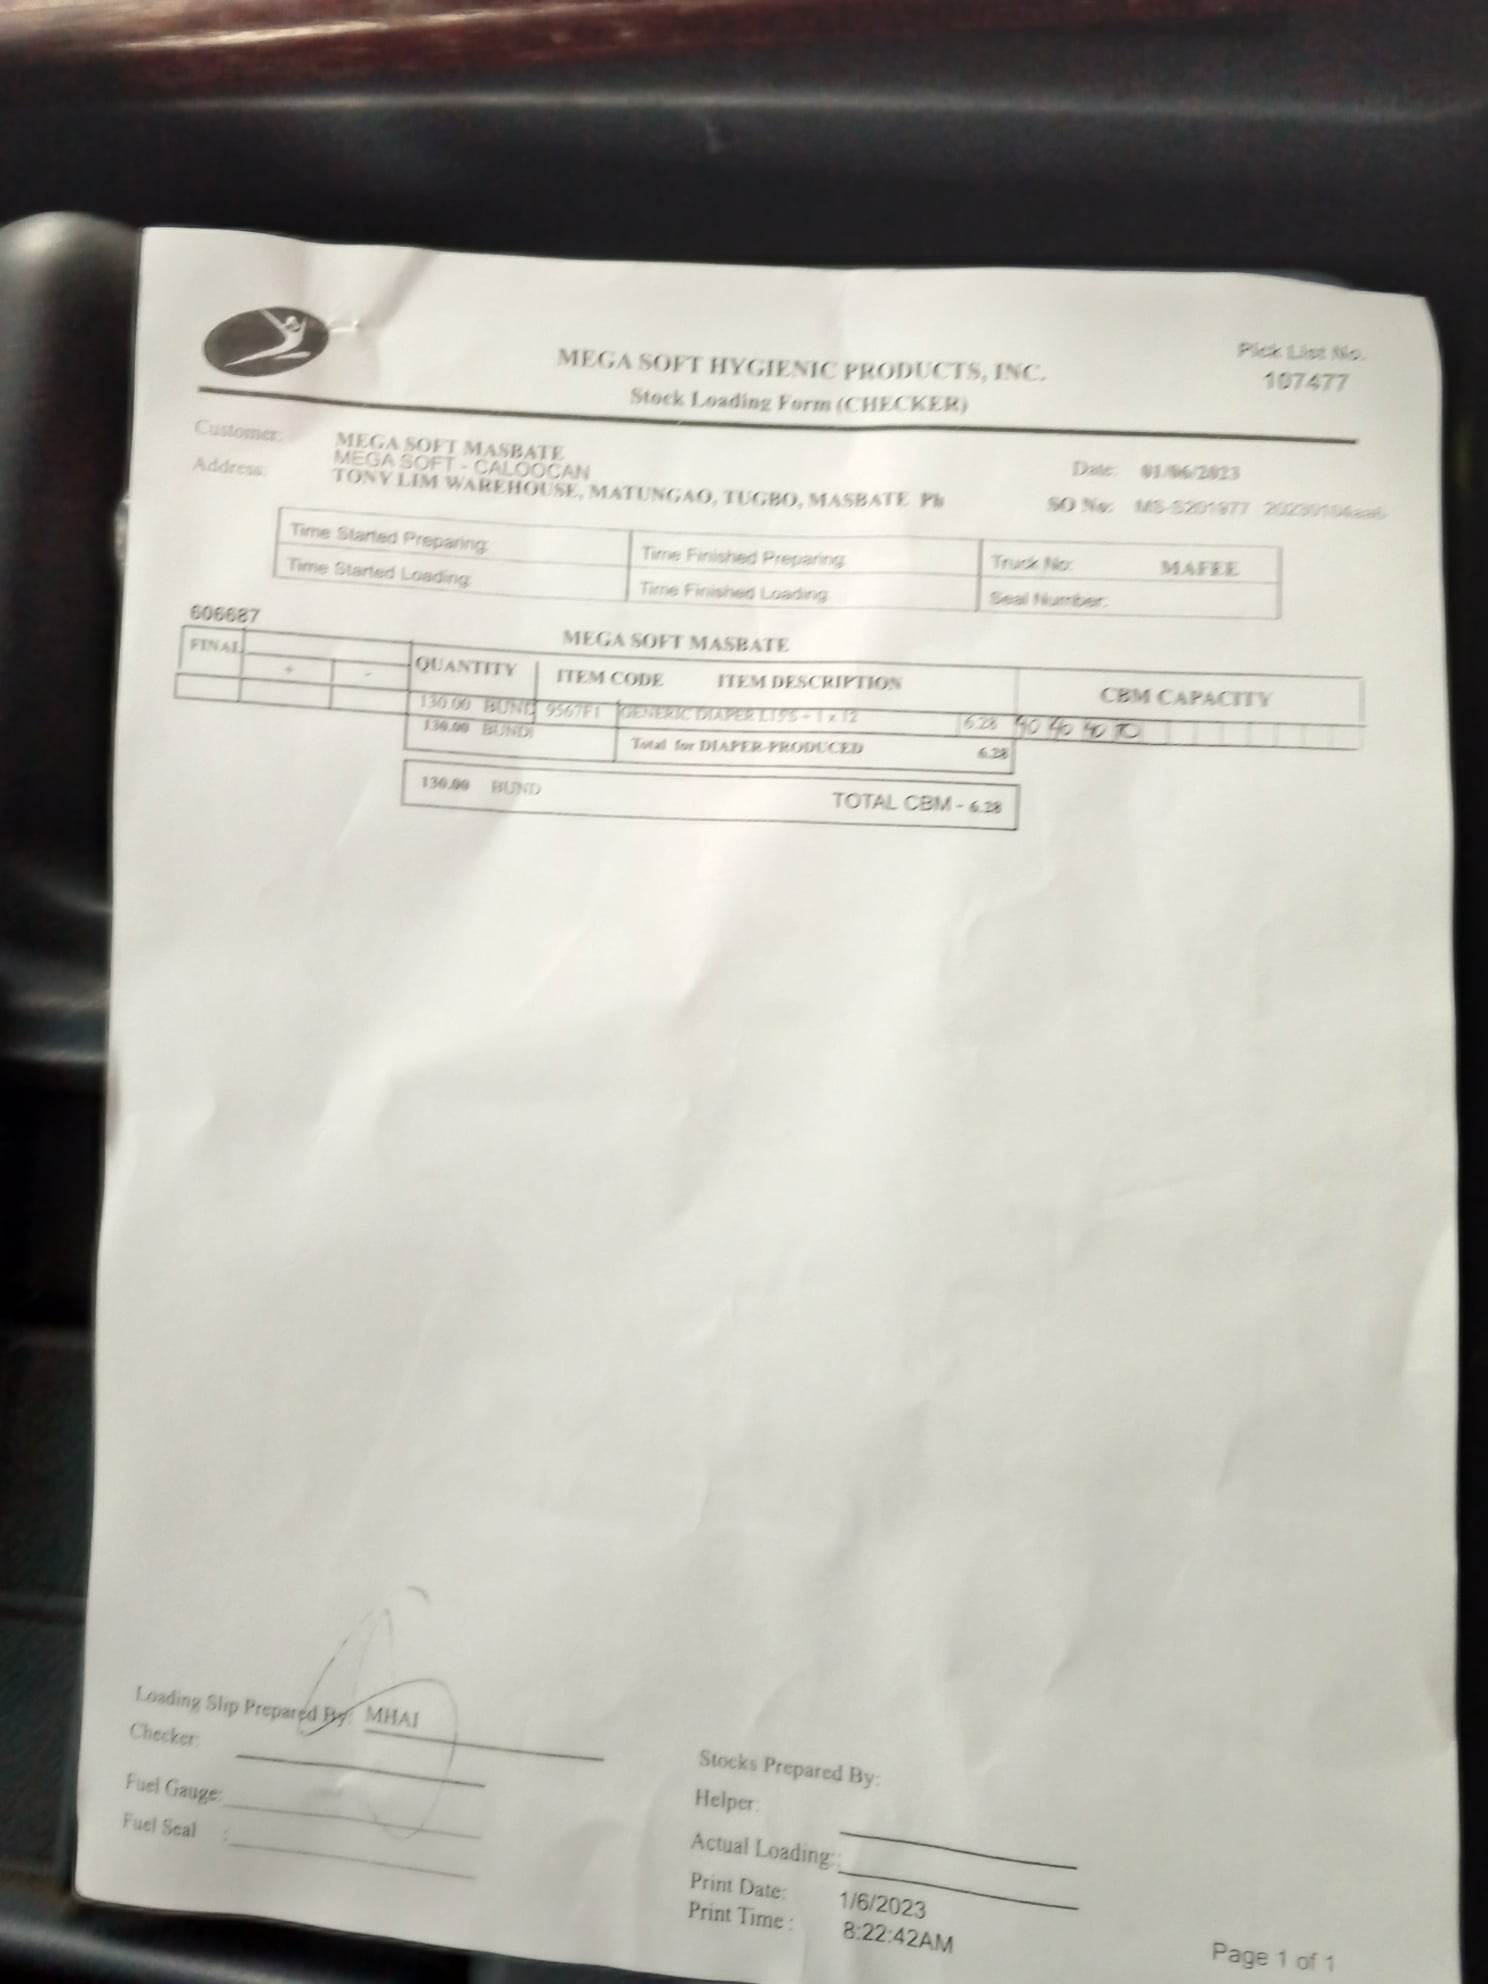 MEGA SOFT HYGIENIC PRODUCTS, INC.
Stock Loading Form (CHECKER)
Pick List No.
107477
Customer: MEGA SOFT MASBATE
MEGA SOFT - CALOOCAN
Address: TONY LIM WAREHOUSE, MATUNGAO, TUGBO, MASBATE Ph
Date: 01/06/2023
SO No: MS-S201977
Time Started Preparing: Time Finished Preparing: Truck No: MAFEE
Time Started Loading: Time Finished Loading: Seal Number:
606687
MEGA SOFT MASBATE
FINAL + - QUANTITY ITEM CODE ITEM DESCRIPTION CBM CAPACITY
130.00 BUND 9567F1 GENERIC DIAPER 1 x 12 6.28 40 40 40 10
130.00 BUND Total for DIAPER-PRODUCED 6.28
130.00 BUND TOTAL CBM - 6.28
Loading Slip Prepared By: MHAI
Checker:
Fuel Gauge:
Fuel Seal :
Stocks Prepared By:
Helper:
Actual Loading:
Print Date: 1/6/2023
Print Time : 8:22:42AM
Page 1 of 1